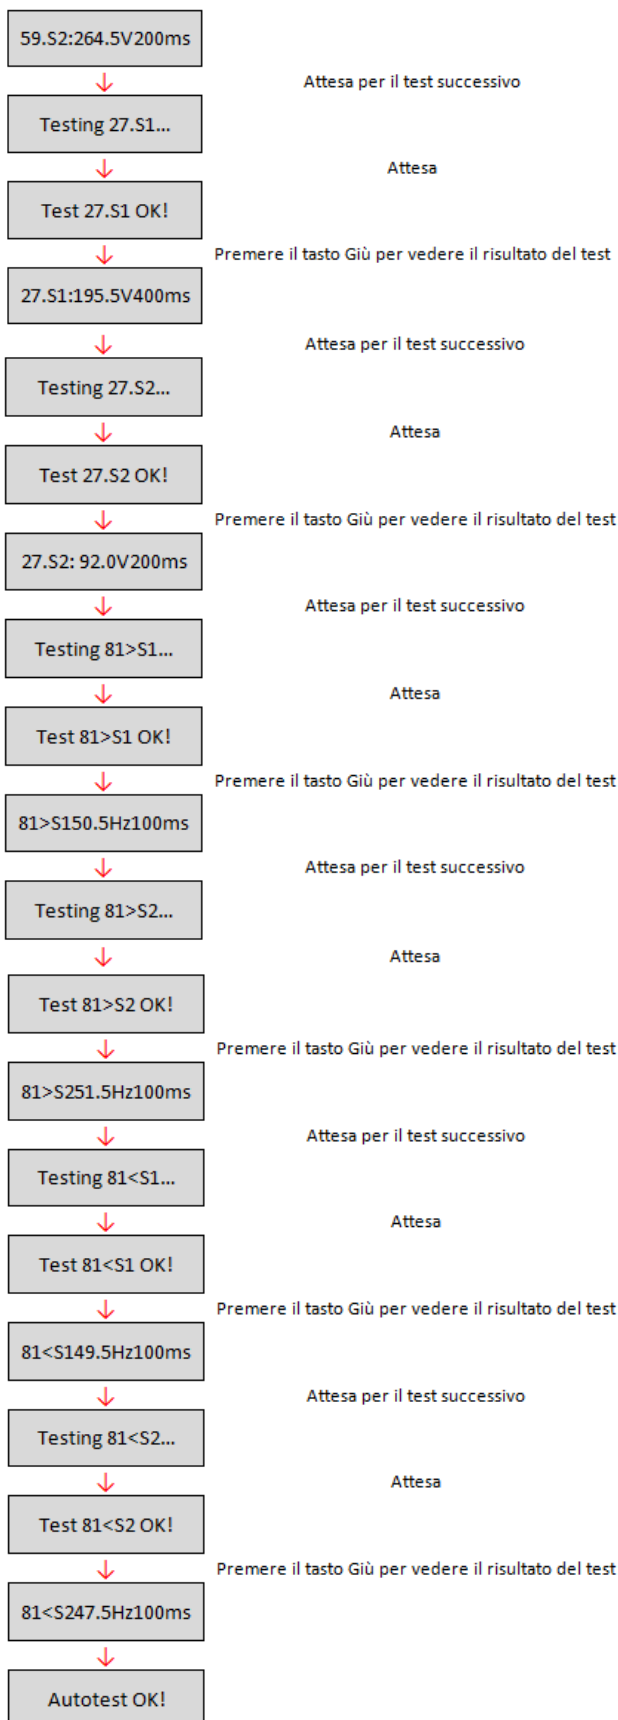 59.S2:264.5V200ms
Attesa per il test successivo
Testing 27.S1...
Attesa
Test 27.S1 OK!
Premere il tasto Giù per vedere il risultato del test
27.S1:195.5V400ms
Attesa per il test successivo
Testing 27.S2...
Attesa
Test 27.S2 OK!
Premere il tasto Giù per vedere il risultato del test
27.S2: 92.0V200ms
Attesa per il test successivo
Testing 81>S1...
Attesa
Test 81>S1 OK!
Premere il tasto Giù per vedere il risultato del test
81>S150.5Hz100ms
Attesa per il test successivo
Testing 81>S2...
Attesa
Test 81>S2 OK!
Premere il tasto Giù per vedere il risultato del test
81>S251.5Hz100ms
Attesa per il test successivo
Testing 81<S1...
Attesa
Test 81<S1 OK!
Premere il tasto Giù per vedere il risultato del test
81<S149.5Hz100ms
Attesa per il test successivo
Testing 81<S2...
Attesa
Test 81<S2 OK!
Premere il tasto Giù per vedere il risultato del test
81<S247.5Hz100ms
Autotest OK!